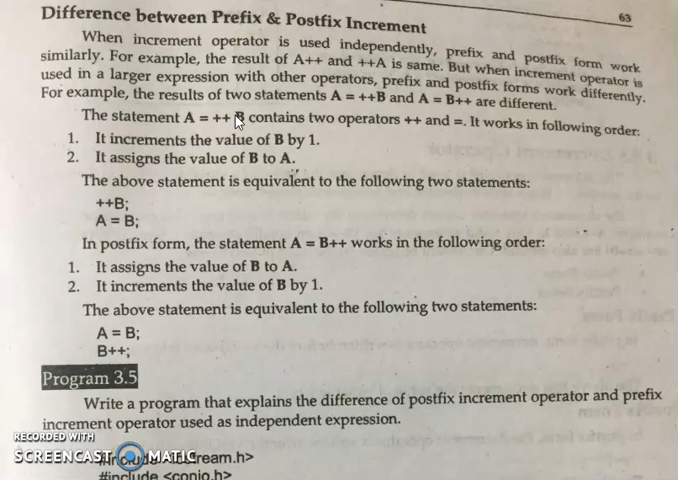 63
Difference between Prefix & Postfix Increment
When increment operator is used independently, prefix and postfix form work
similarly. For example, the result of A++ and ++A is same. But when increment operator is
used in a larger expression with other operators, prefix and postfix forms work differently.
For example, the results of two statements A = ++B and A = B++ are different.
The statement A = ++ B contains two operators ++ and =. It works in following order:
1. It increments the value of B by 1.
2. It assigns the value of B to A.
The above statement is equivalent to the following two statements:
++B;
A = B;
In postfix form, the statement A = B++ works in the following order:
1. It assigns the value of B to A.
2. It increments the value of B by 1.
The above statement is equivalent to the following two statements:
A = B;
B++;
Program 3.5
Write a program that explains the difference of postfix increment operator and prefix
increment operator used as independent expression.
RECORDED WITH
SCREENCAST MATIC
#include <conio.h>